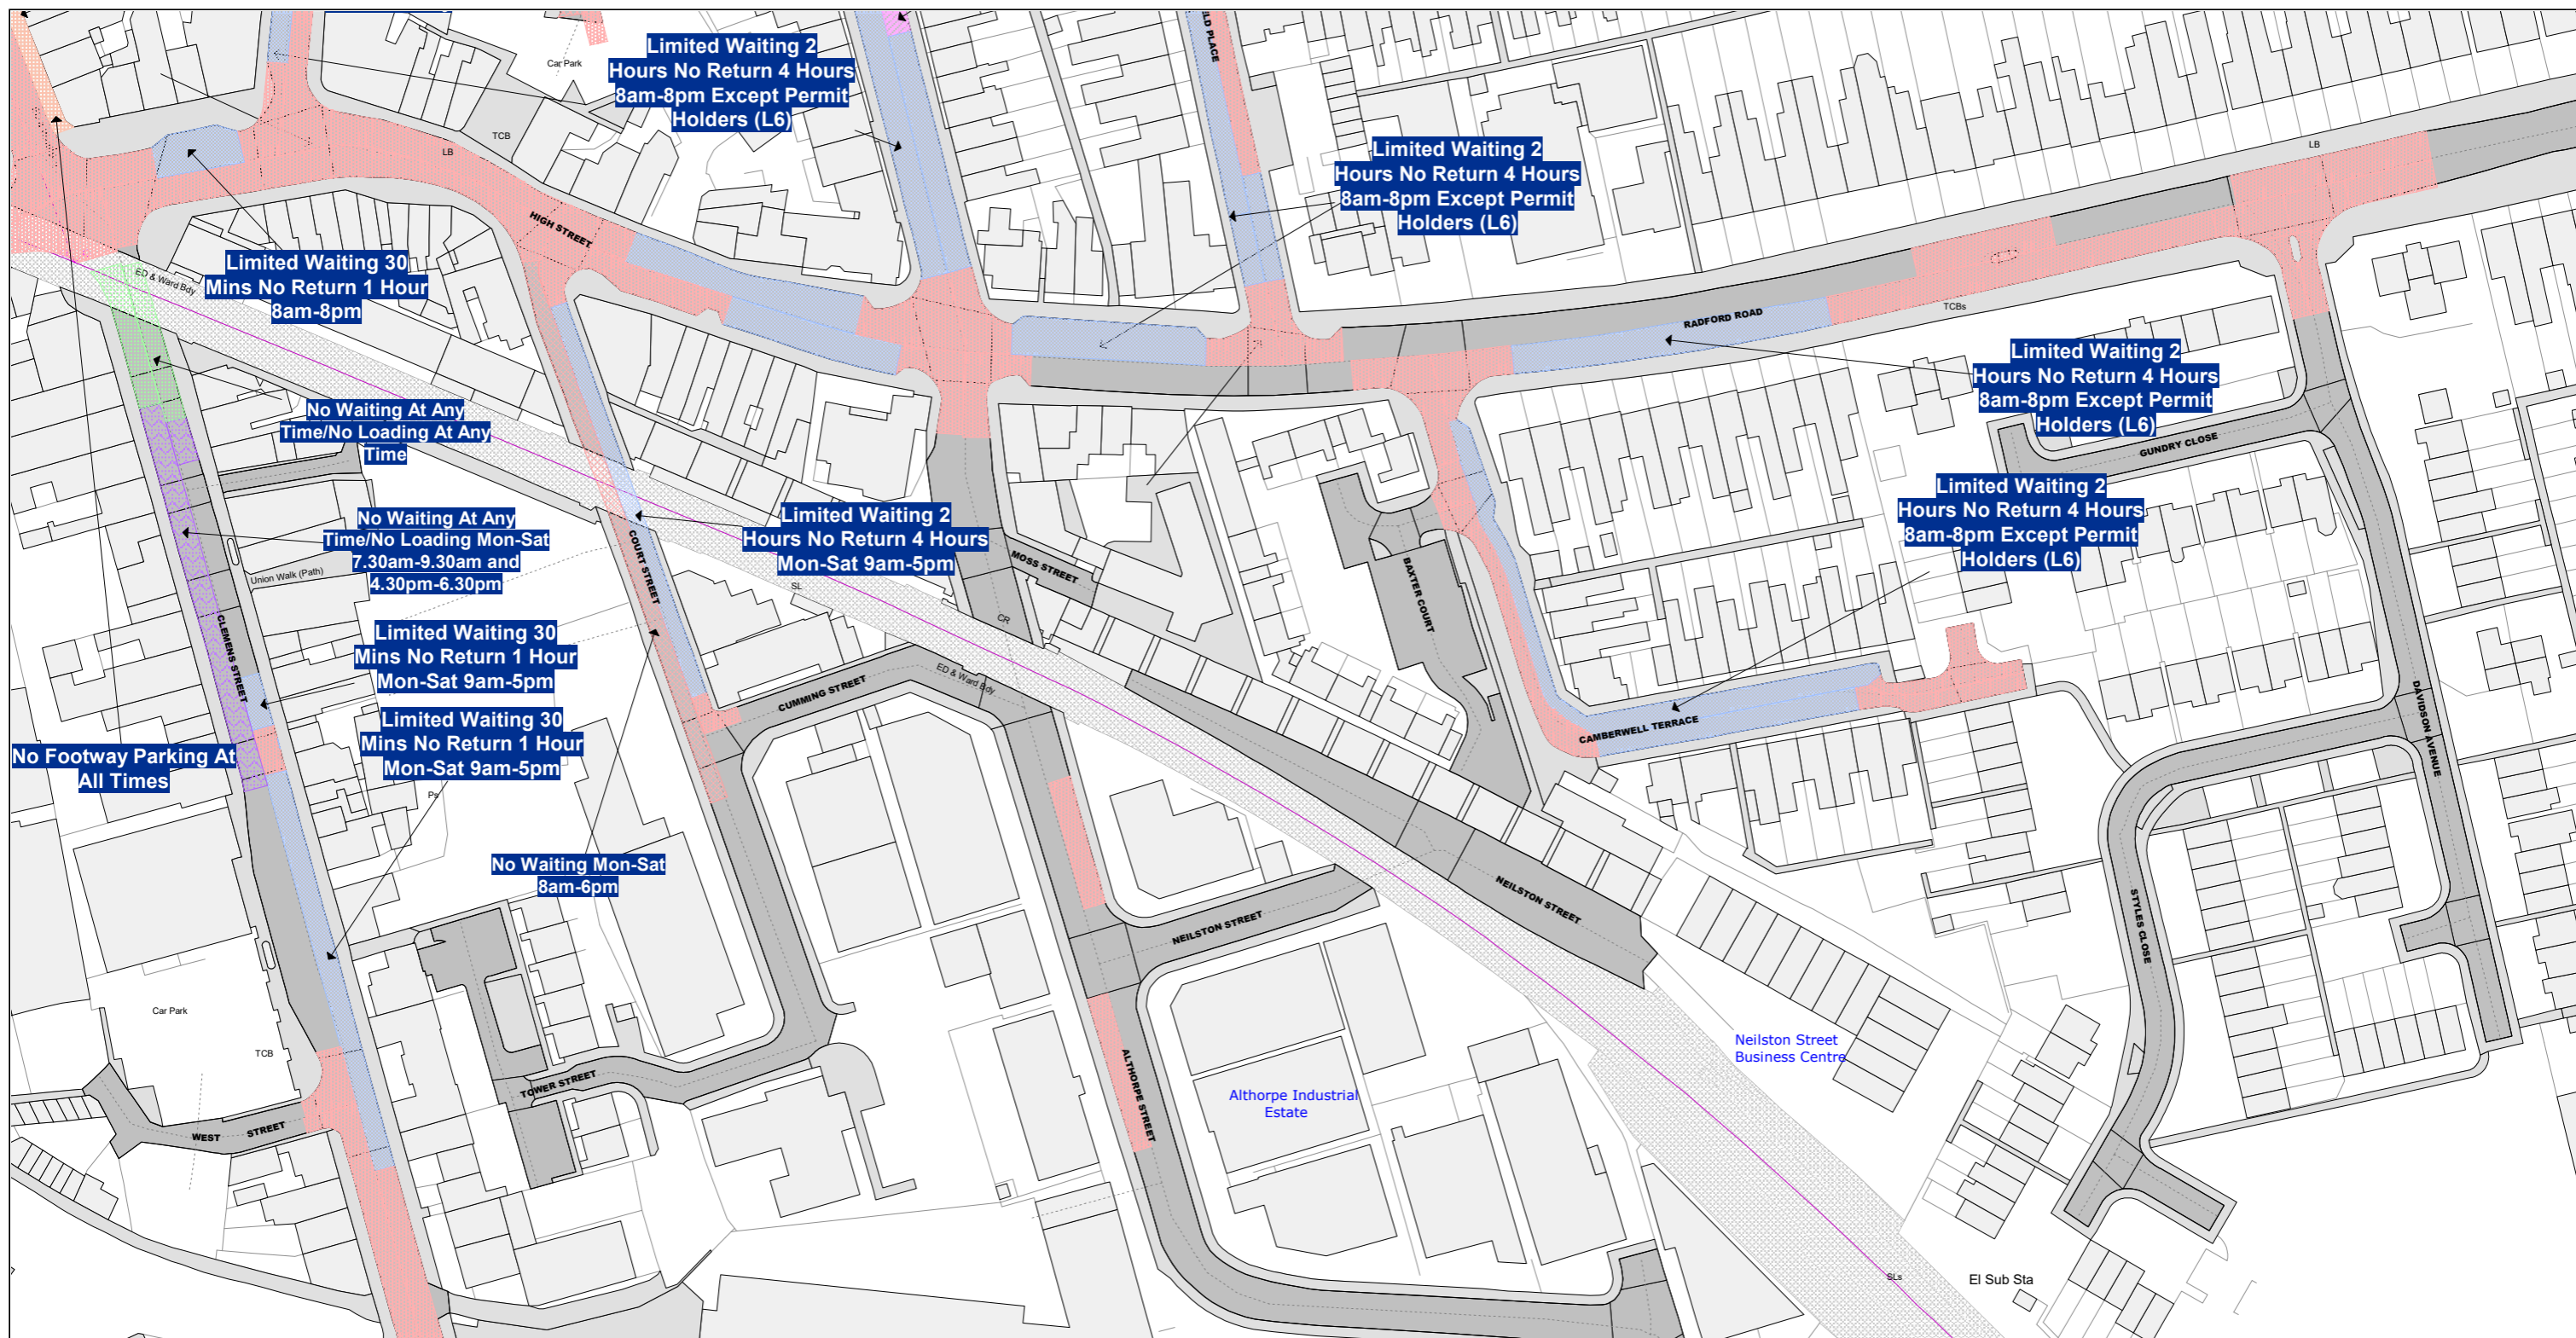 Limited Waiting 2
Hours No Return 4 Hours
8am-8pm Except Permit
Holders (L6)
Car Park
TCB
LB
HIGH STREET
Limited Waiting 2
Hours No Return 4 Hours
8am-8pm Except Permit
Holders (L6)
LB
ED & Ward Bdy
Limited Waiting 30
Mins No Return 1 Hour
8am-8pm
RADFORD ROAD
TCBs
Limited Waiting 2
Hours No Return 4 Hours
8am-8pm Except Permit
Holders (L6)
GUNDRY CLOSE
No Waiting At Any
Time/No Loading At Any
Time
Limited Waiting 2
Hours No Return 4 Hours
8am-8pm Except Permit
Holders (L6)
No Waiting At Any
Time/No Loading Mon-Sat
7.30am-9.30am and
4.30pm-6.30pm
Union Walk (Path)
Limited Waiting 2
Hours No Return 4 Hours
Mon-Sat 9am-5pm
SL
COURT STREET
MOSS STREET
CR
BAXTER COURT
CLEMENS STREET
Limited Waiting 30
Mins No Return 1 Hour
Mon-Sat 9am-5pm
CUMMING STREET
ED & Ward Bdy
Limited Waiting 30
Mins No Return 1 Hour
Mon-Sat 9am-5pm
CAMBERWELL TERRACE
DAVIDSON AVENUE
No Footway Parking At
All Times
Ps
No Waiting Mon-Sat
8am-6pm
NEILSTON STREET
NEILSTON STREET
STYLES CLOSE
Car Park
TCB
Neilston Street
Business Centre
TOWER STREET
ALTHORPE STREET
Althorpe Industrial
Estate
WEST STREET
SLs
El Sub Sta